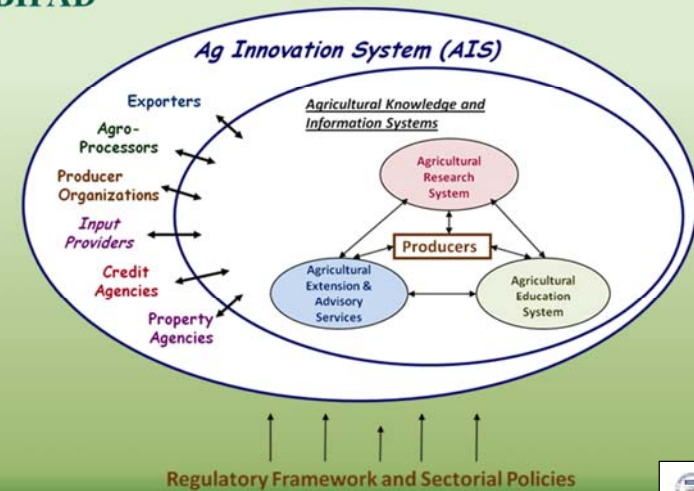 Ag Innovation System (AIS)
Exporters
Agro-
Processors
Producer
Organizations
Input
Providers
Credit
Agencies
Property
Agencies
Agricultural Knowledge and
Information Systems
Agricultural
Research
System
Producers
Agricultural
Extension &
Advisory
Services
Agricultural
Education
System
Regulatory Framework and Sectorial Policies